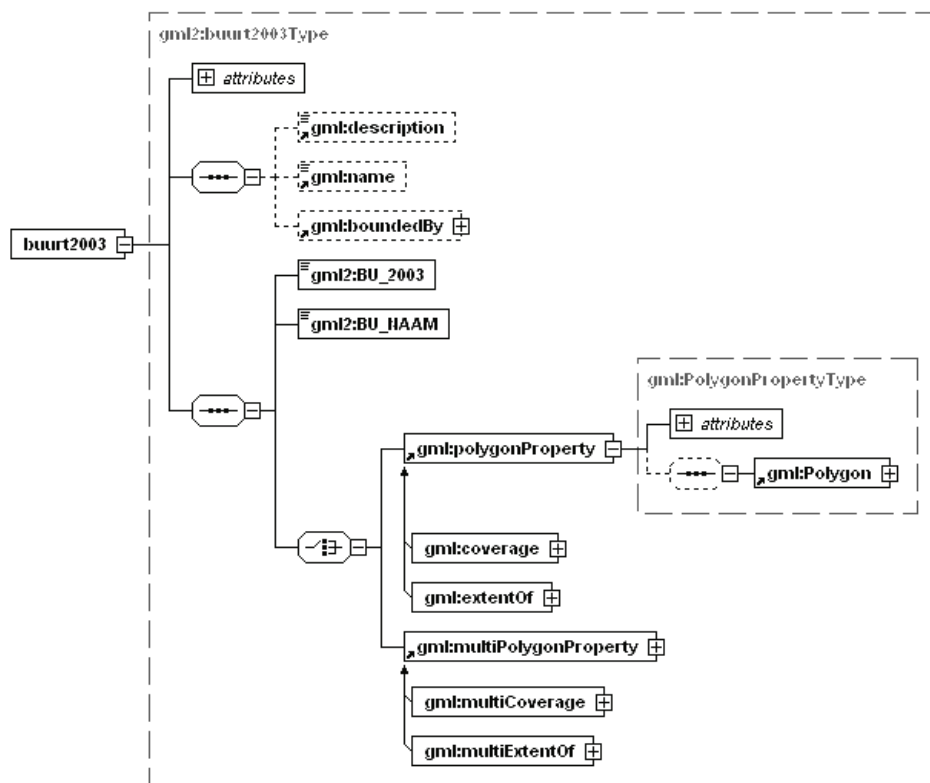 gml2:buurt2003Type
attributes
gml:description
gml:name
gml:boundedBy
buurt2003
gml2:BU_2003
gml2:BU_NAAM
gml:PolygonPropertyType
attributes
gml:polygonProperty
gml:Polygon
gml:coverage
gml:extentOf
gml:multiPolygonProperty
gml:multiCoverage
gml:multiExtentOf